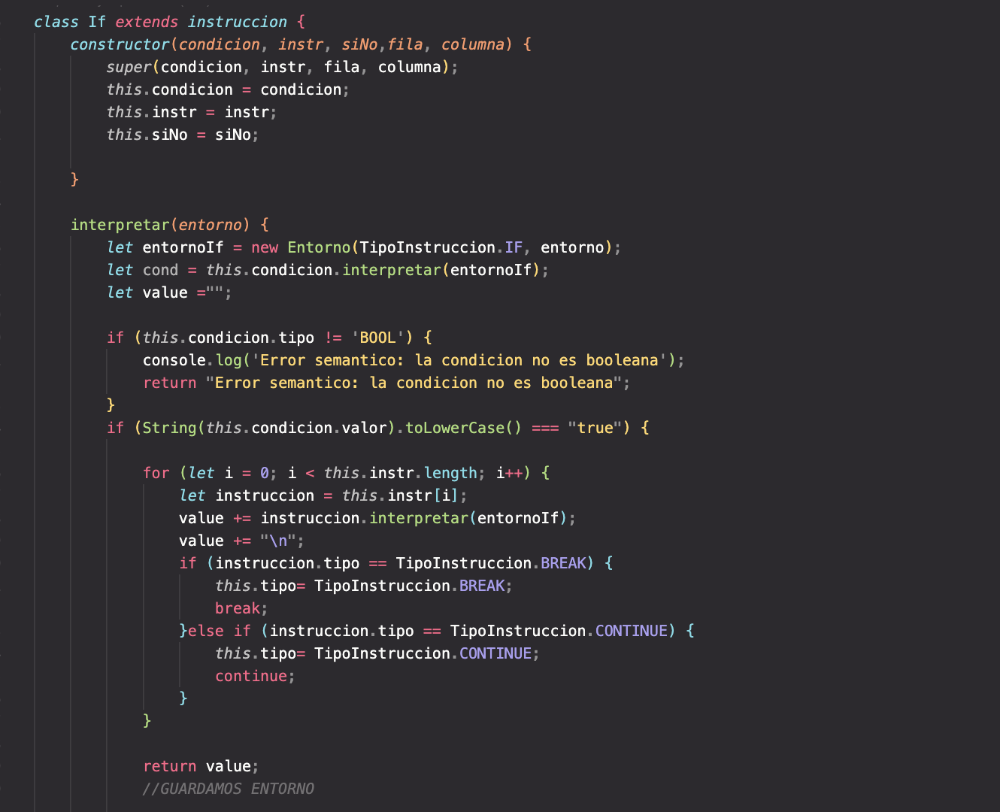 class If extends instruccion {
    constructor(condicion, instr, siNo,fila, columna) {
        super(condicion, instr, fila, columna);
        this.condicion = condicion;
        this.instr = instr;
        this.siNo = siNo;

    }

    interpretar(entorno) {
        let entornoIf = new Entorno(TipoInstruccion.IF, entorno);
        let cond = this.condicion.interpretar(entornoIf);
        let value ="";

        if (this.condicion.tipo != 'BOOL') {
            console.log('Error semantico: la condicion no es booleana');
            return "Error semantico: la condicion no es booleana";
        }
        if (String(this.condicion.valor).toLowerCase() === "true") {

            for (let i = 0; i < this.instr.length; i++) {
                let instruccion = this.instr[i];
                value += instruccion.interpretar(entornoIf);
                value += "\n";
                if (instruccion.tipo == TipoInstruccion.BREAK) {
                    this.tipo= TipoInstruccion.BREAK;
                    break;
                }else if (instruccion.tipo == TipoInstruccion.CONTINUE) {
                    this.tipo= TipoInstruccion.CONTINUE;
                    continue;
                }
            }

            return value;
            //GUARDAMOS ENTORNO